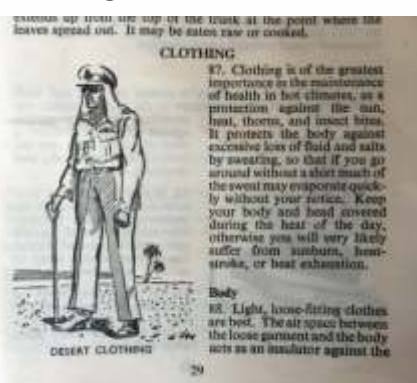 extends up from the top of the trunk at the point where the
leaves spread out. It may be eaten raw or cooked.
CLOTHING
87. Clothing is of the greatest
importance in the maintenance
of health in hot climates, as a
protection against the sun,
heat, thorns, and insect bites.
It protects the body against
excessive loss of fluid and salts
by sweating, so that if you go
around without a shirt much of
the sweat may evaporate quick-
ly without your notice. Keep
your body and head covered
during the heat of the day,
otherwise you will very likely
suffer from sunburn, heat-
stroke, or heat exhaustion.
Body
88. Light, loose-fitting clothes
are best. The air space between
the loose garment and the body
acts as an insulator against the
DESERT CLOTHING
29